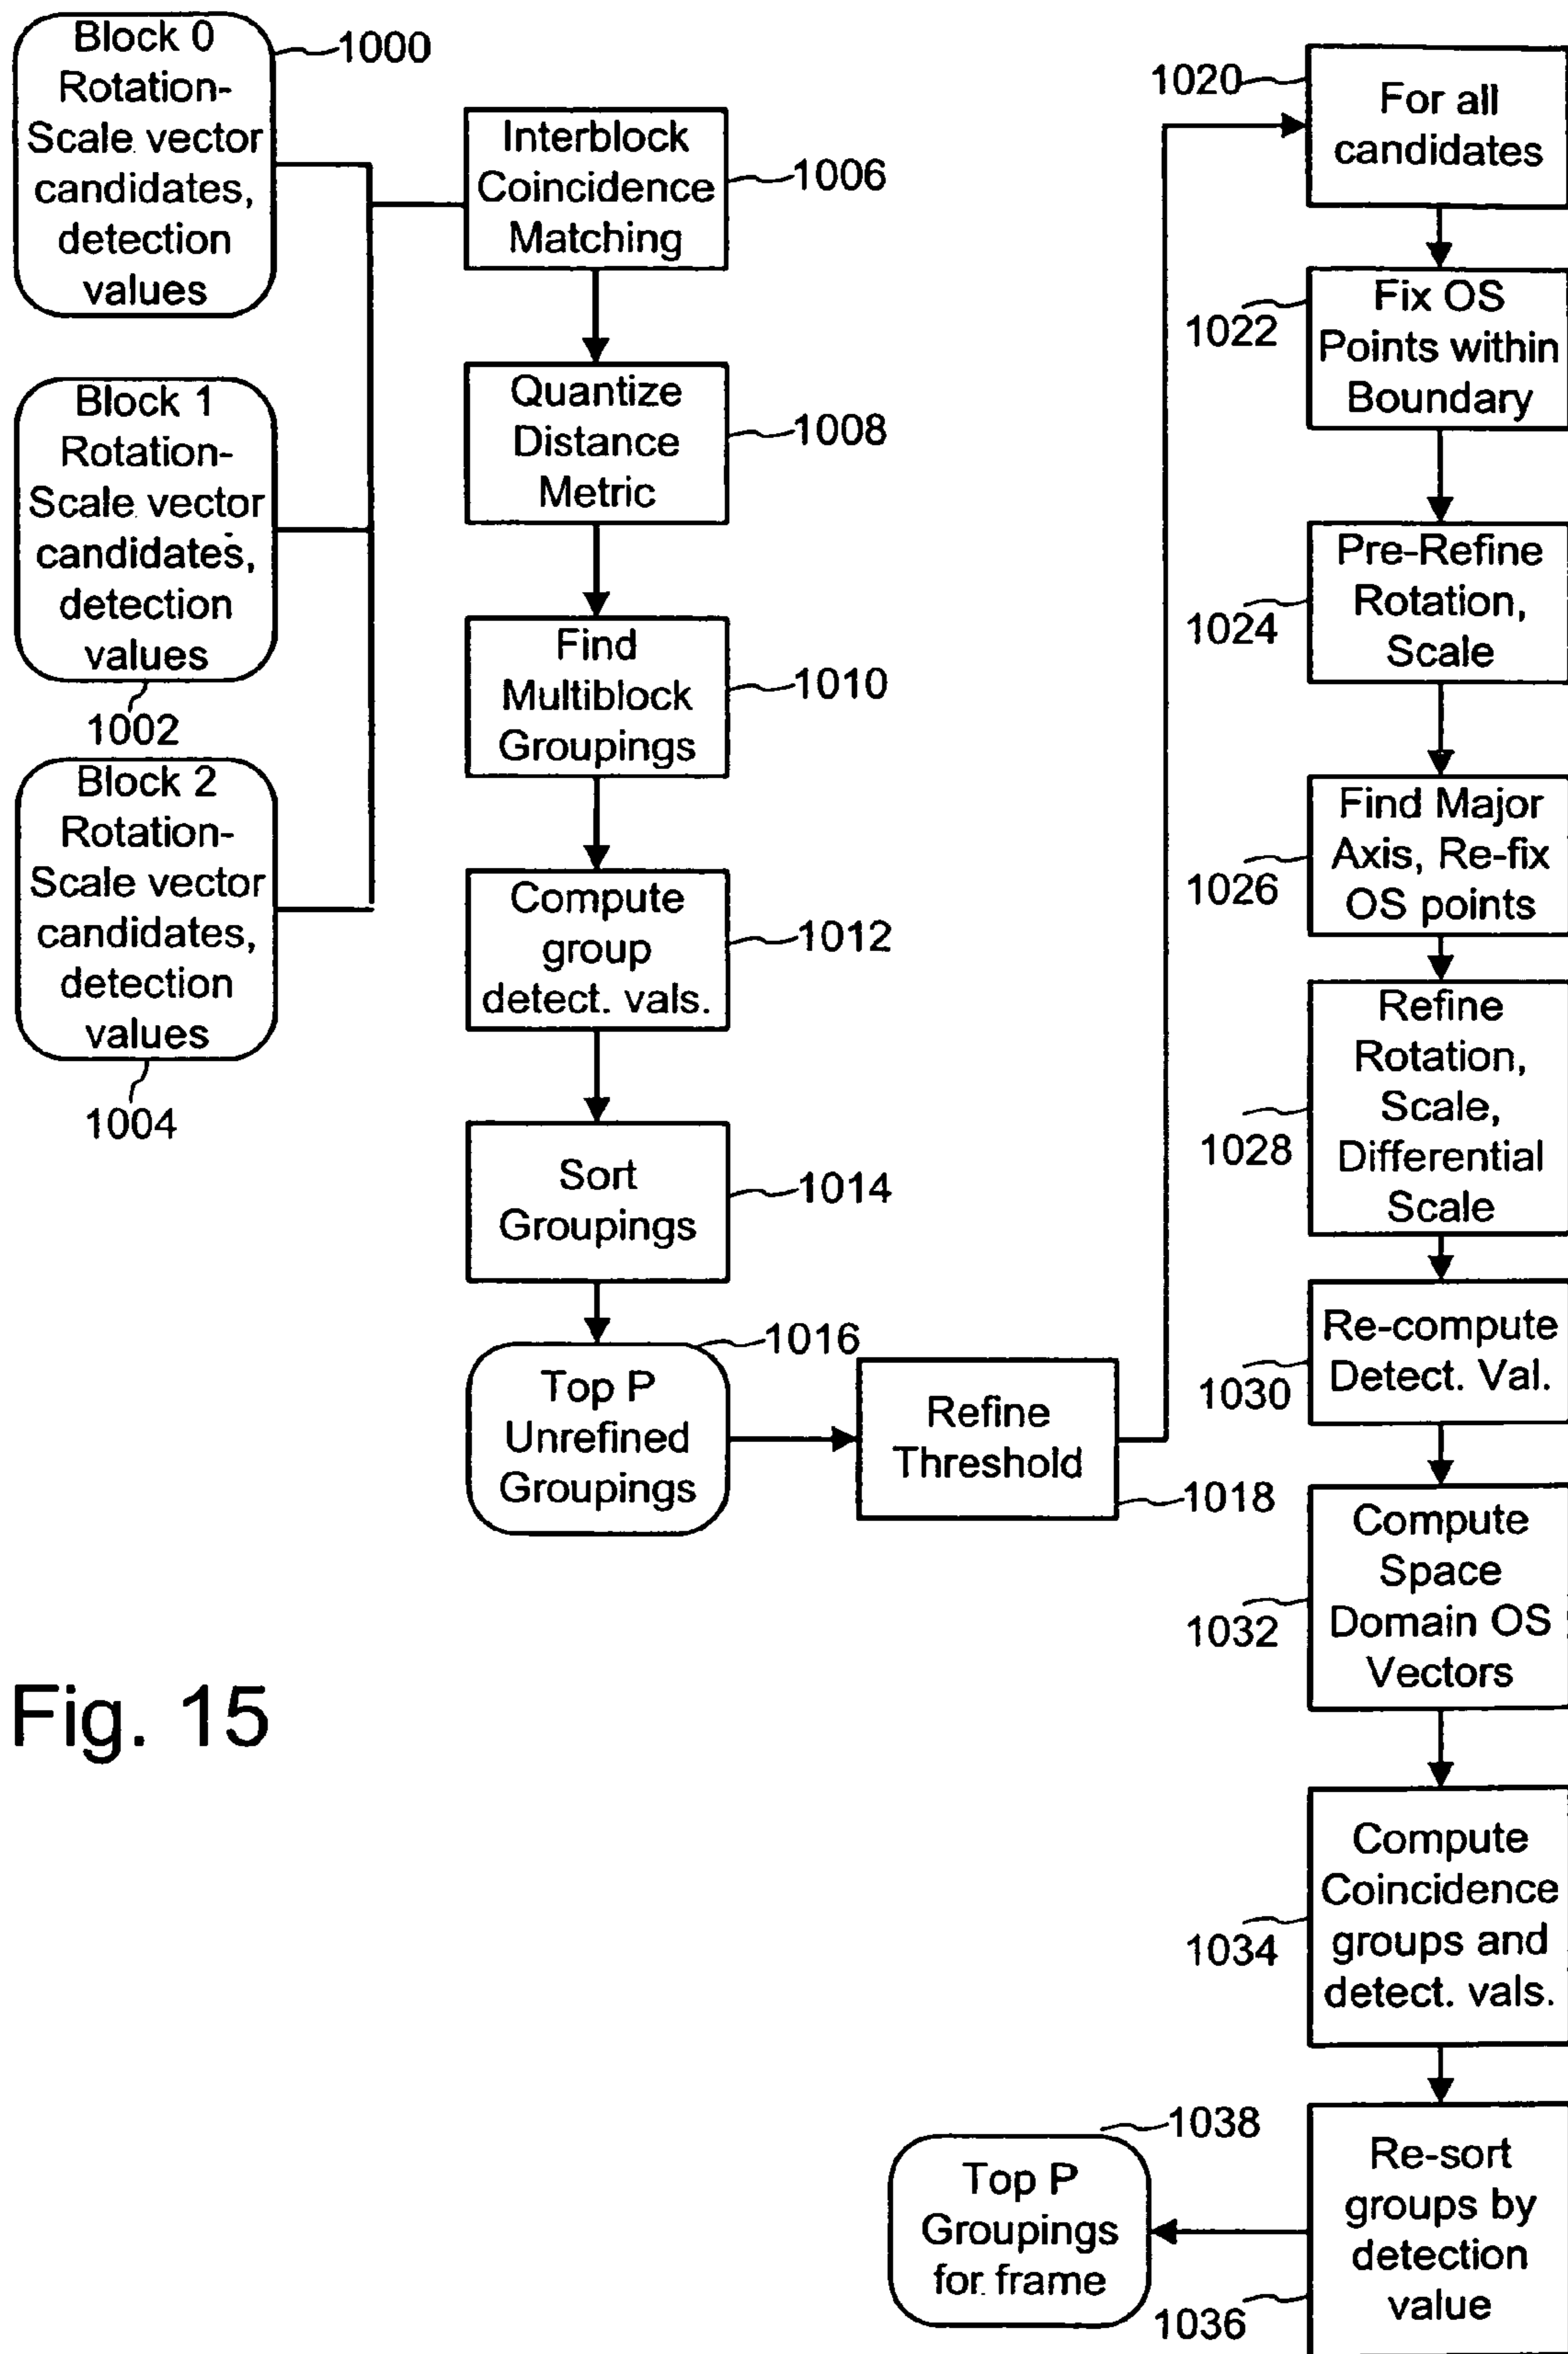 Block 0
Rotation-
Scale vector
candidates,
detection
values
1000
Block 1
Rotation-
Scale vector
candidates,
detection
values
1002
Block 2
Rotation-
Scale vector
candidates,
detection
values
1004
Interblock
Coincidence
Matching
1006
Quantize
Distance
Metric
1008
Find
Multiblock
Groupings
1010
Compute
group
detect. vals.
1012
Sort
Groupings
1014
Top P
Unrefined
Groupings
1016
Refine
Threshold
1018
1020
For all
candidates
1022
Fix OS
Points within
Boundary
1024
Pre-Refine
Rotation,
Scale
1026
Find Major
Axis, Re-fix
OS points
1028
Refine
Rotation,
Scale,
Differential
Scale
1030
Re-compute
Detect. Val.
1032
Compute
Space
Domain OS
Vectors
1034
Compute
Coincidence
groups and
detect. vals.
1036
Re-sort
groups by
detection
value
1038
Top P
Groupings
for frame
Fig. 15